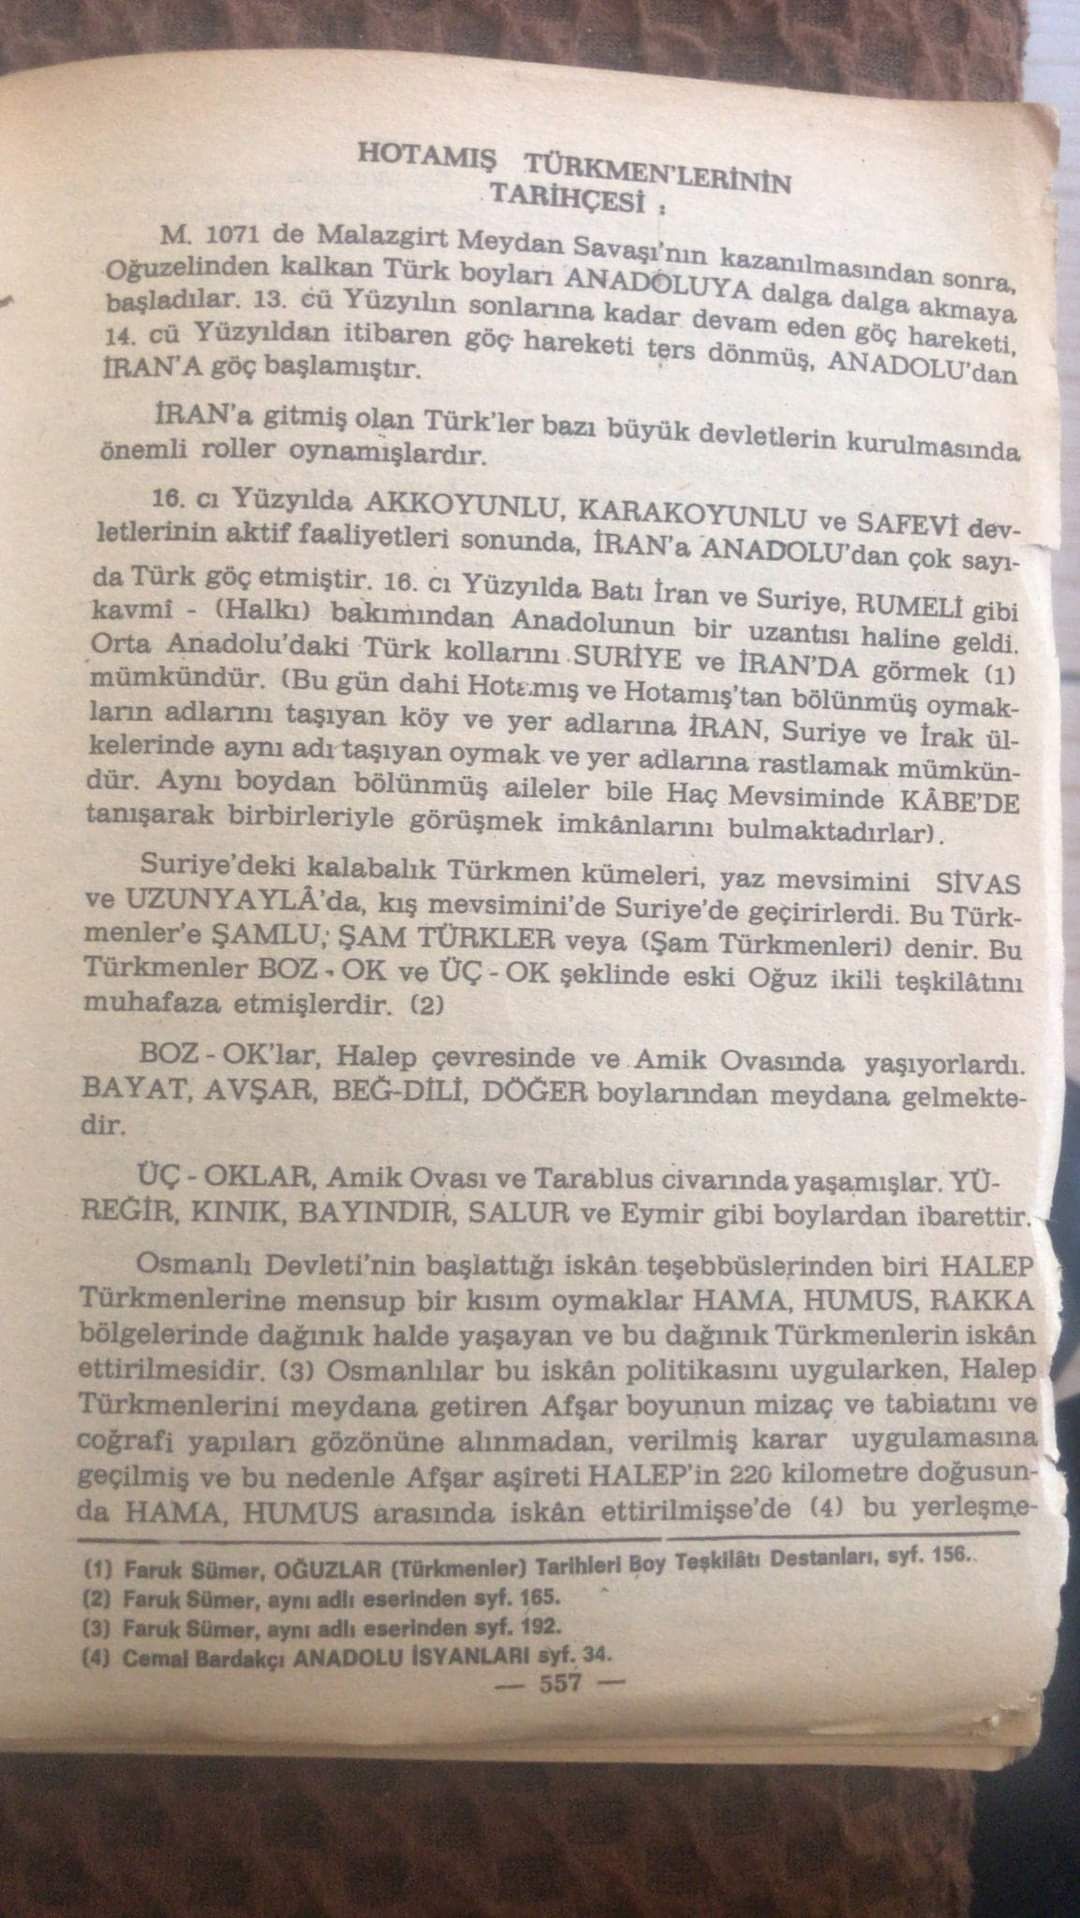 HOTAMIŞ TÜRKMEN'LERİNİN
TARİHÇESİ :
M. 1071 de Malazgirt Meydan Savaşı'nın kazanılmasından sonra,
Oğuzelinden kalkan Türk boyları ANADOLUYA dalga dalga akmaya
başladılar. 13. cü Yüzyılın sonlarına kadar devam eden göç hareketi,
14. cü Yüzyıldan itibaren göç hareketi ters dönmüş, ANADOLU'dan
İRAN'A göç başlamıştır.
İRAN'a gitmiş olan Türk'ler bazı büyük devletlerin kurulmasında
önemli roller oynamışlardır.
16. cı Yüzyılda AKKOYUNLU, KARAKOYUNLU ve SAFEVİ dev-
letlerinin aktif faaliyetleri sonunda, İRAN'a ANADOLU'dan çok sayı-
da Türk göç etmiştir. 16. cı Yüzyılda Batı İran ve Suriye, RUMELİ gibi
kavmî - (Halkı) bakımından Anadolunun bir uzantısı haline geldi.
Orta Anadolu'daki Türk kollarını SURİYE ve İRAN'DA görmek (1)
mümkündür. (Bu gün dahi Hotamış ve Hotamış'tan bölünmüş oymak-
ların adlarını taşıyan köy ve yer adlarına İRAN, Suriye ve İrak ül-
kelerinde aynı adı taşıyan oymak ve yer adlarına rastlamak mümkün-
dür. Aynı boydan bölünmüş aileler bile Haç Mevsiminde KÂBE'DE
tanışarak birbirleriyle görüşmek imkânlarını bulmaktadırlar).
Suriye'deki kalabalık Türkmen kümeleri, yaz mevsimini SİVAS
ve UZUNYAYLÂ'da, kış mevsimini'de Suriye'de geçirirlerdi. Bu Türk-
menler'e ŞAMLU; ŞAM TÜRKLER veya (Şam Türkmenleri) denir. Bu
Türkmenler BOZ - OK ve ÜÇ - OK şeklinde eski Oğuz ikili teşkilâtını
muhafaza etmişlerdir. (2)
BOZ - OK'lar, Halep çevresinde ve Amik Ovasında yaşıyorlardı.
BAYAT, AVŞAR, BEĞ-DİLİ, DÖĞER boylarından meydana gelmekte-
dir.
ÜÇ - OKLAR, Amik Ovası ve Tarablus civarında yaşamışlar. YÜ-
REĞİR, KINIK, BAYINDIR, SALUR ve Eymir gibi boylardan ibarettir.
Osmanlı Devleti'nin başlattığı iskân teşebbüslerinden biri HALEP
Türkmenlerine mensup bir kısım oymaklar HAMA, HUMUS, RAKKA
bölgelerinde dağınık halde yaşayan ve bu dağınık Türkmenlerin iskân
ettirilmesidir. (3) Osmanlılar bu iskân politikasını uygularken, Halep
Türkmenlerini meydana getiren Afşar boyunun mizaç ve tabiatını ve
coğrafi yapıları gözönüne alınmadan, verilmiş karar uygulamasına
geçilmiş ve bu nedenle Afşar aşireti HALEP'in 220 kilometre doğusun-
da HAMA, HUMUS arasında iskân ettirilmişse'de (4) bu yerleşme-
(1) Faruk Sümer, OĞUZLAR (Türkmenler) Tarihleri Boy Teşkilâtı Destanları, syf. 156.
(2) Faruk Sümer, aynı adlı eserinden syf. 165.
(3) Faruk Sümer, aynı adlı eserinden syf. 192.
(4) Cemal Bardakçı ANADOLU İSYANLARI syf. 34.
— 557 —